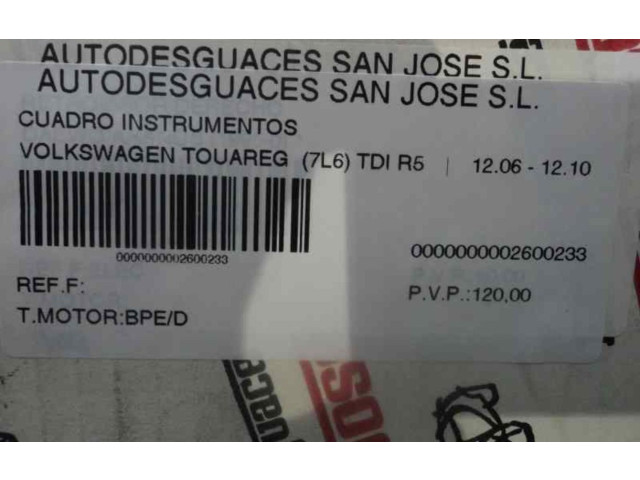 AUTODESGUACES SAN JOSE S.L.
AUTODESGUACES SAN JOSE S.L.
CUADRO INSTRUMENTOS
VOLKSWAGEN TOUAREG (7L6) TDI R5 | 12.06 - 12.10
0000000002600233
0000000002600233
REF.F:
P.V.P.:120,00
T.MOTOR:BPE/D